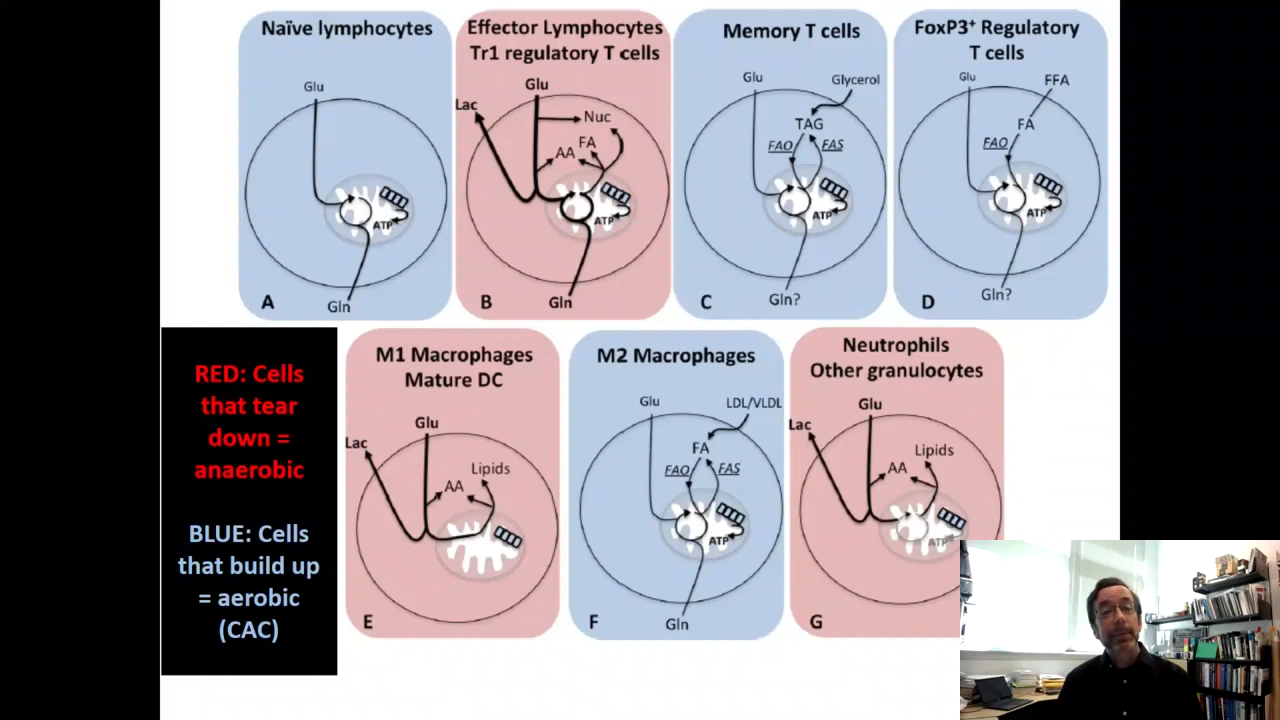 Naïve lymphocytes
Glu
ATP
Gln
A
Effector Lymphocytes
Tr1 regulatory T cells
Lac
Glu
Nuc
FA
AA
ATP
Gln
B
Memory T cells
Glu
Glycerol
TAG
FAO
FAS
ATP
Gln?
C
FoxP3⁺ Regulatory
T cells
Glu
FFA
FA
FAO
ATP
Gln?
D
RED: Cells
that tear
down =
anaerobic
BLUE: Cells
that build up
= aerobic
(CAC)
M1 Macrophages
Mature DC
Lac
Glu
Lipids
AA
E
M2 Macrophages
Glu
LDL/VLDL
FA
FAO
FAS
ATP
Gln
F
Neutrophils
Other granulocytes
Lac
Glu
Lipids
AA
ATP
G